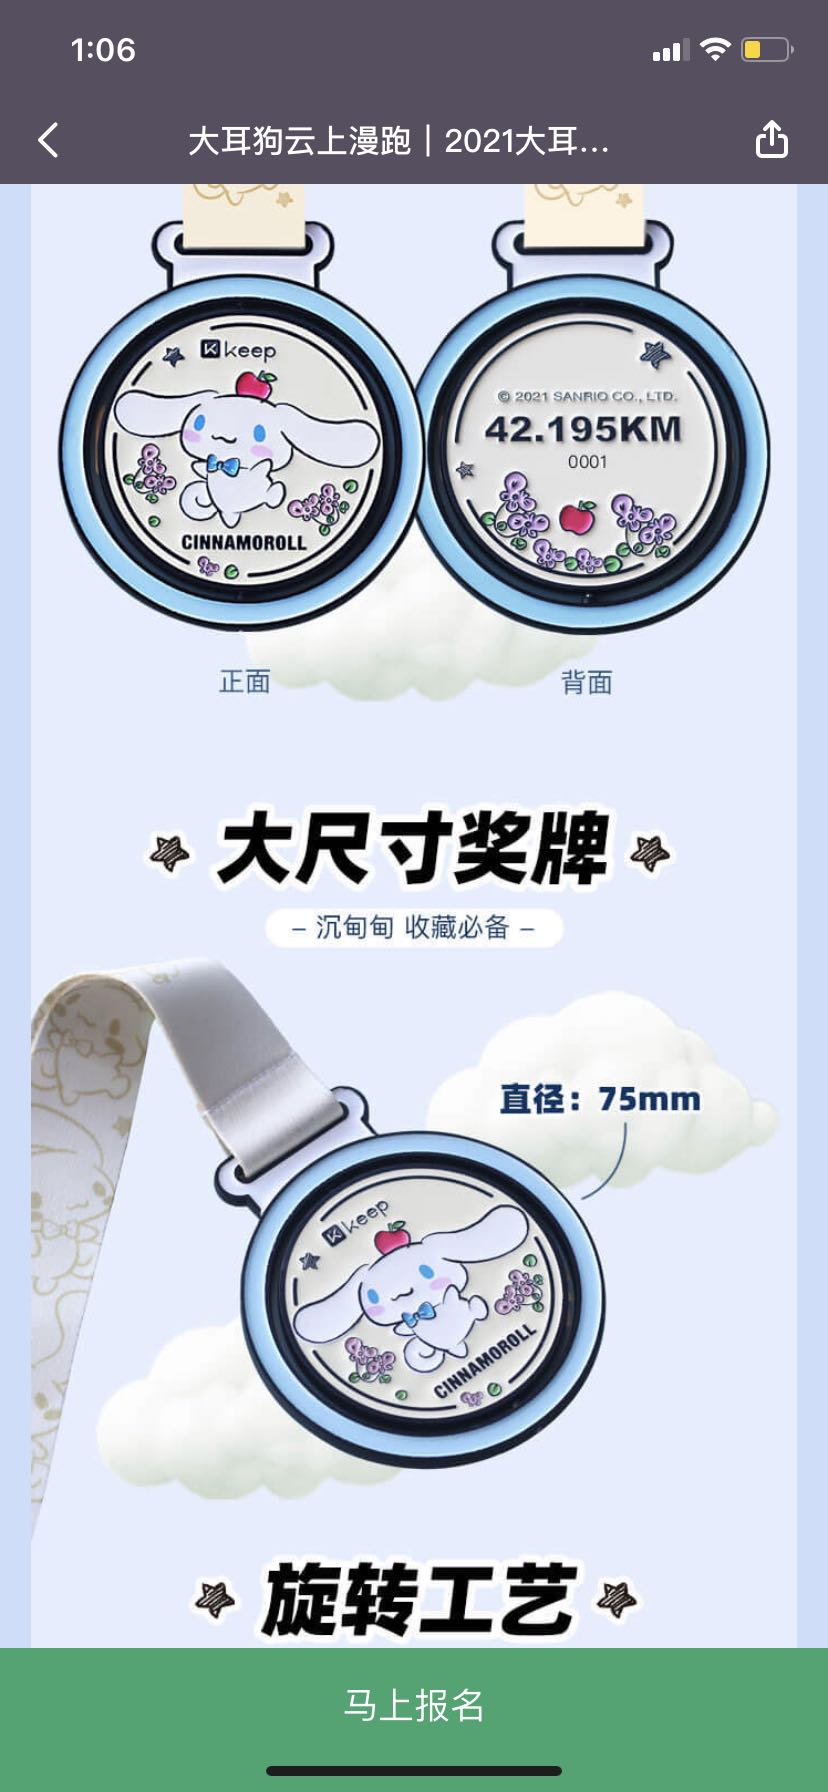 1:06
大耳狗云上漫跑｜2021大耳...
keep
CINNAMOROLL
© 2021 SANRIO CO., LTD.
42.195KM
0001
正面
背面
大尺寸奖牌
– 沉甸甸 收藏必备 –
直径：75mm
keep
CINNAMOROLL
旋转工艺
马上报名